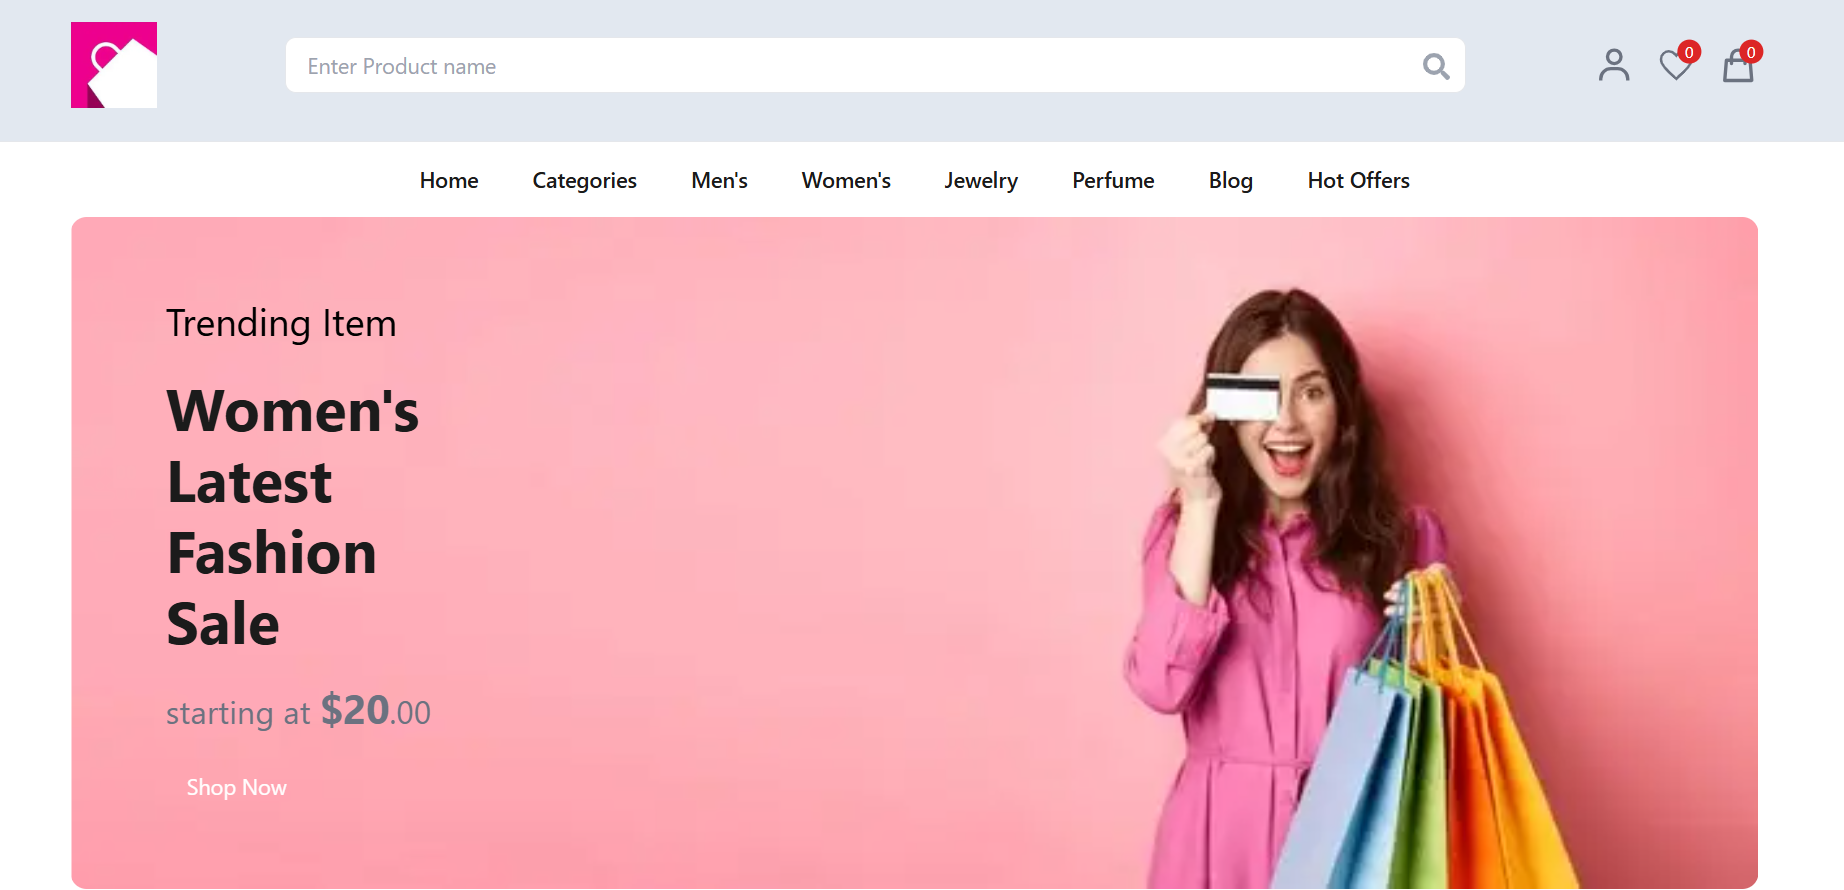 Enter Product name
0
0
Home Categories Men's Women's Jewelry Perfume Blog Hot Offers
Trending Item
Women's
Latest
Fashion
Sale
starting at $20.00
Shop Now